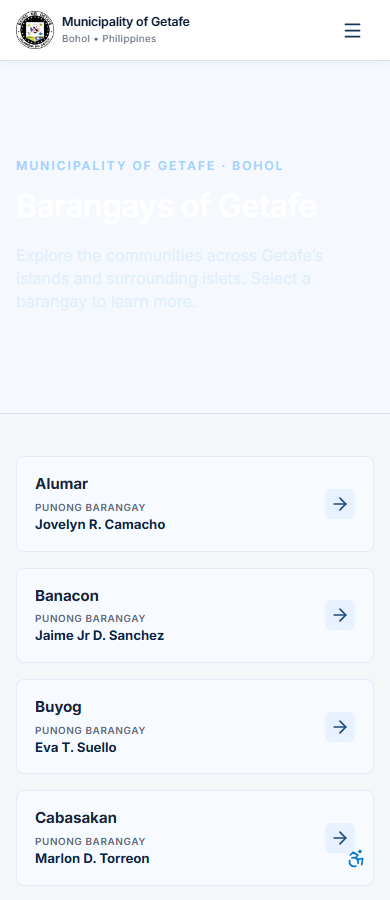 Municipality of Getafe
Bohol • Philippines
MUNICIPALITY OF GETAFE · BOHOL
Barangays of Getafe
Explore the communities across Getafe's
islands and surrounding islets. Select a
barangay to learn more.
Alumar
PUNONG BARANGAY
Jovelyn R. Camacho
Banacon
PUNONG BARANGAY
Jaime Jr D. Sanchez
Buyog
PUNONG BARANGAY
Eva T. Suello
Cabasakan
PUNONG BARANGAY
Marlon D. Torreon